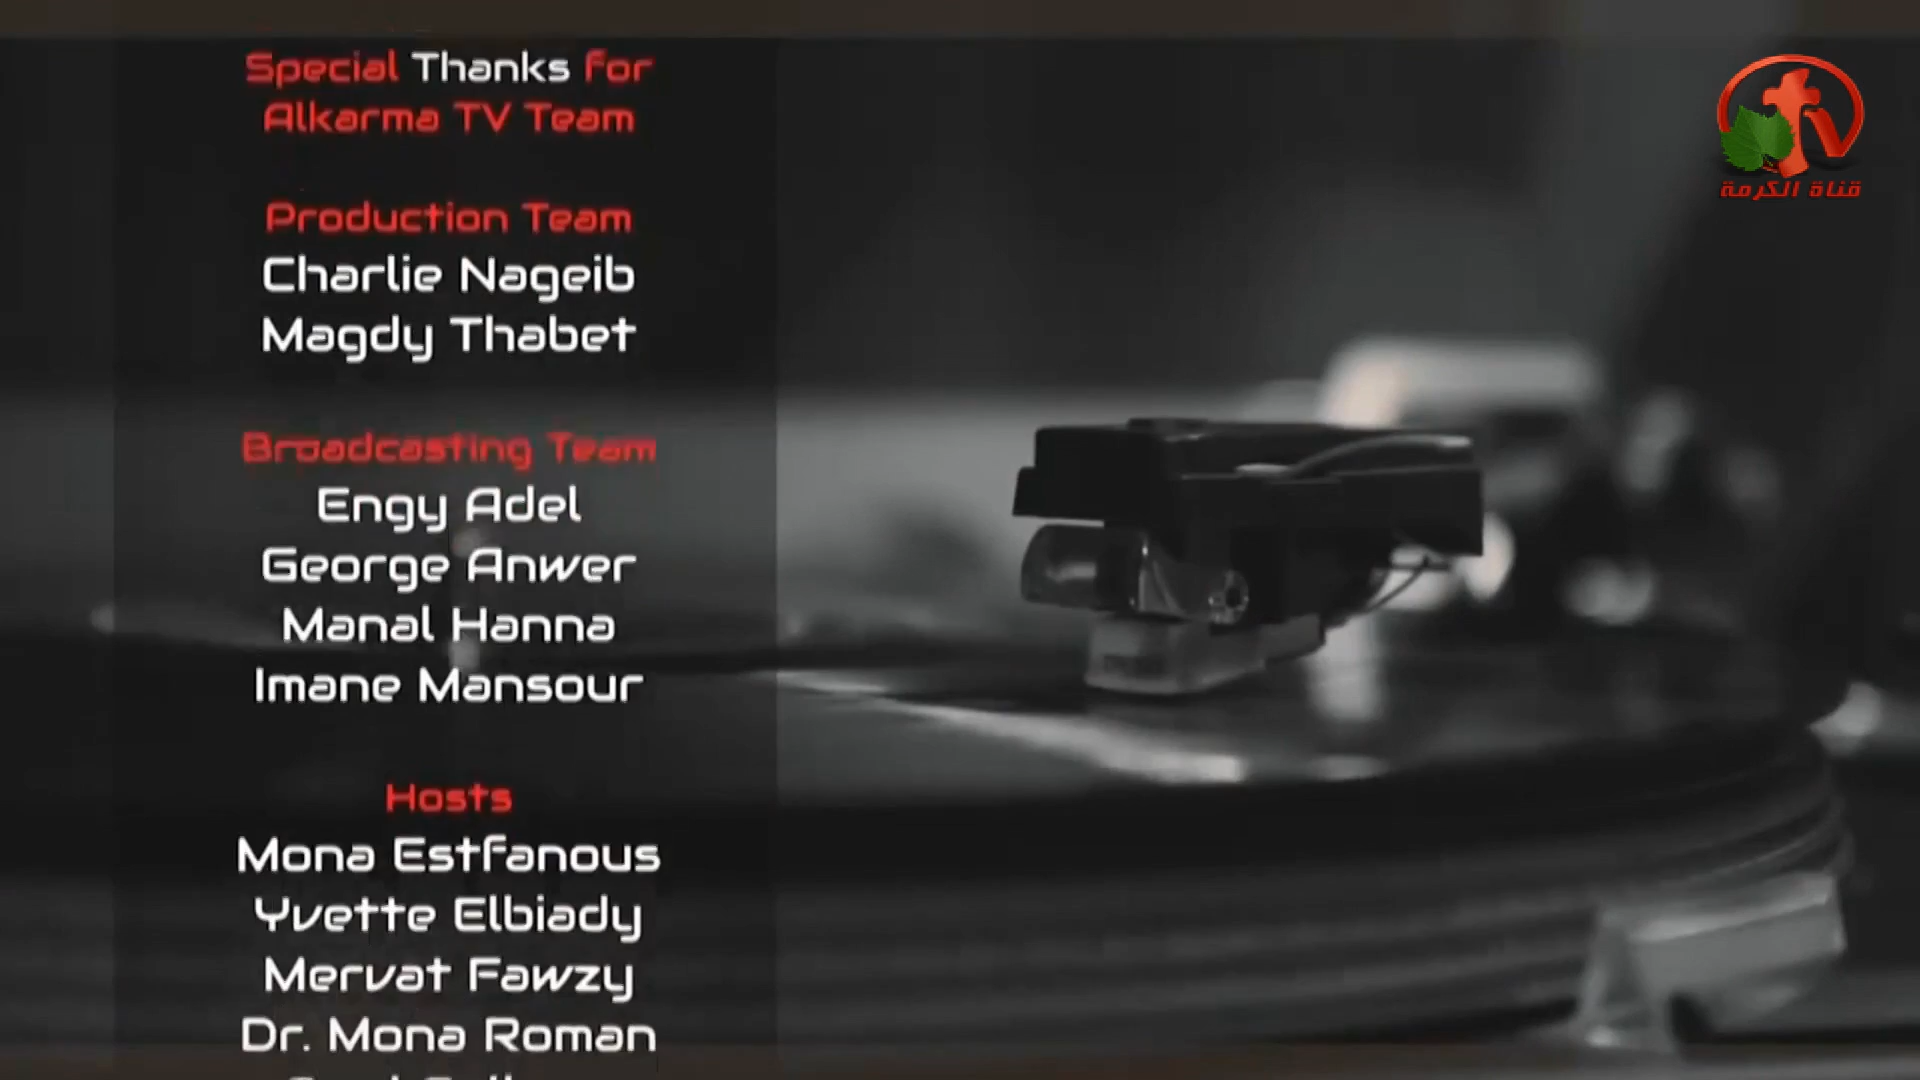 Special Thanks for
Alkarma TV Team
Production Team
Charlie Nageib
Magdy Thabet
Broadcasting Team
Engy Adel
George Anwer
Manal Hanna
Imane Mansour
Hosts
Mona Estfanous
Yvette Elbiady
Mervat Fawzy
Dr. Mona Roman
tv
قناة الكرمة